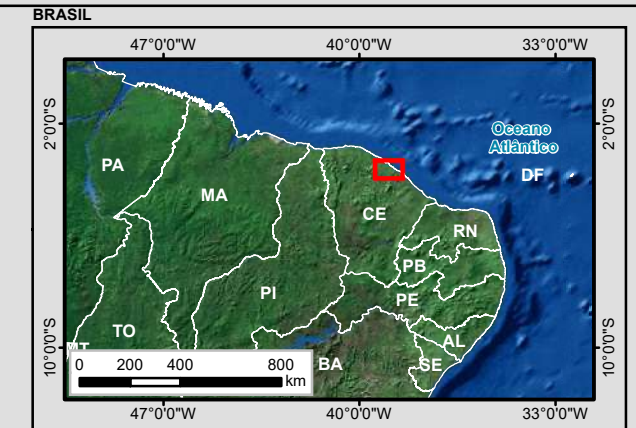 BRASIL
47°0'0"W 40°0'0"W 33°0'0"W
2°0'0"S 2°0'0"S
Oceano
Atlântico
PA DF
MA
CE
RN
PB
PI
PE
TO
AL
MT
BA SE
10°0'0"S 10°0'0"S
0 200 400 800
km
47°0'0"W 40°0'0"W 33°0'0"W